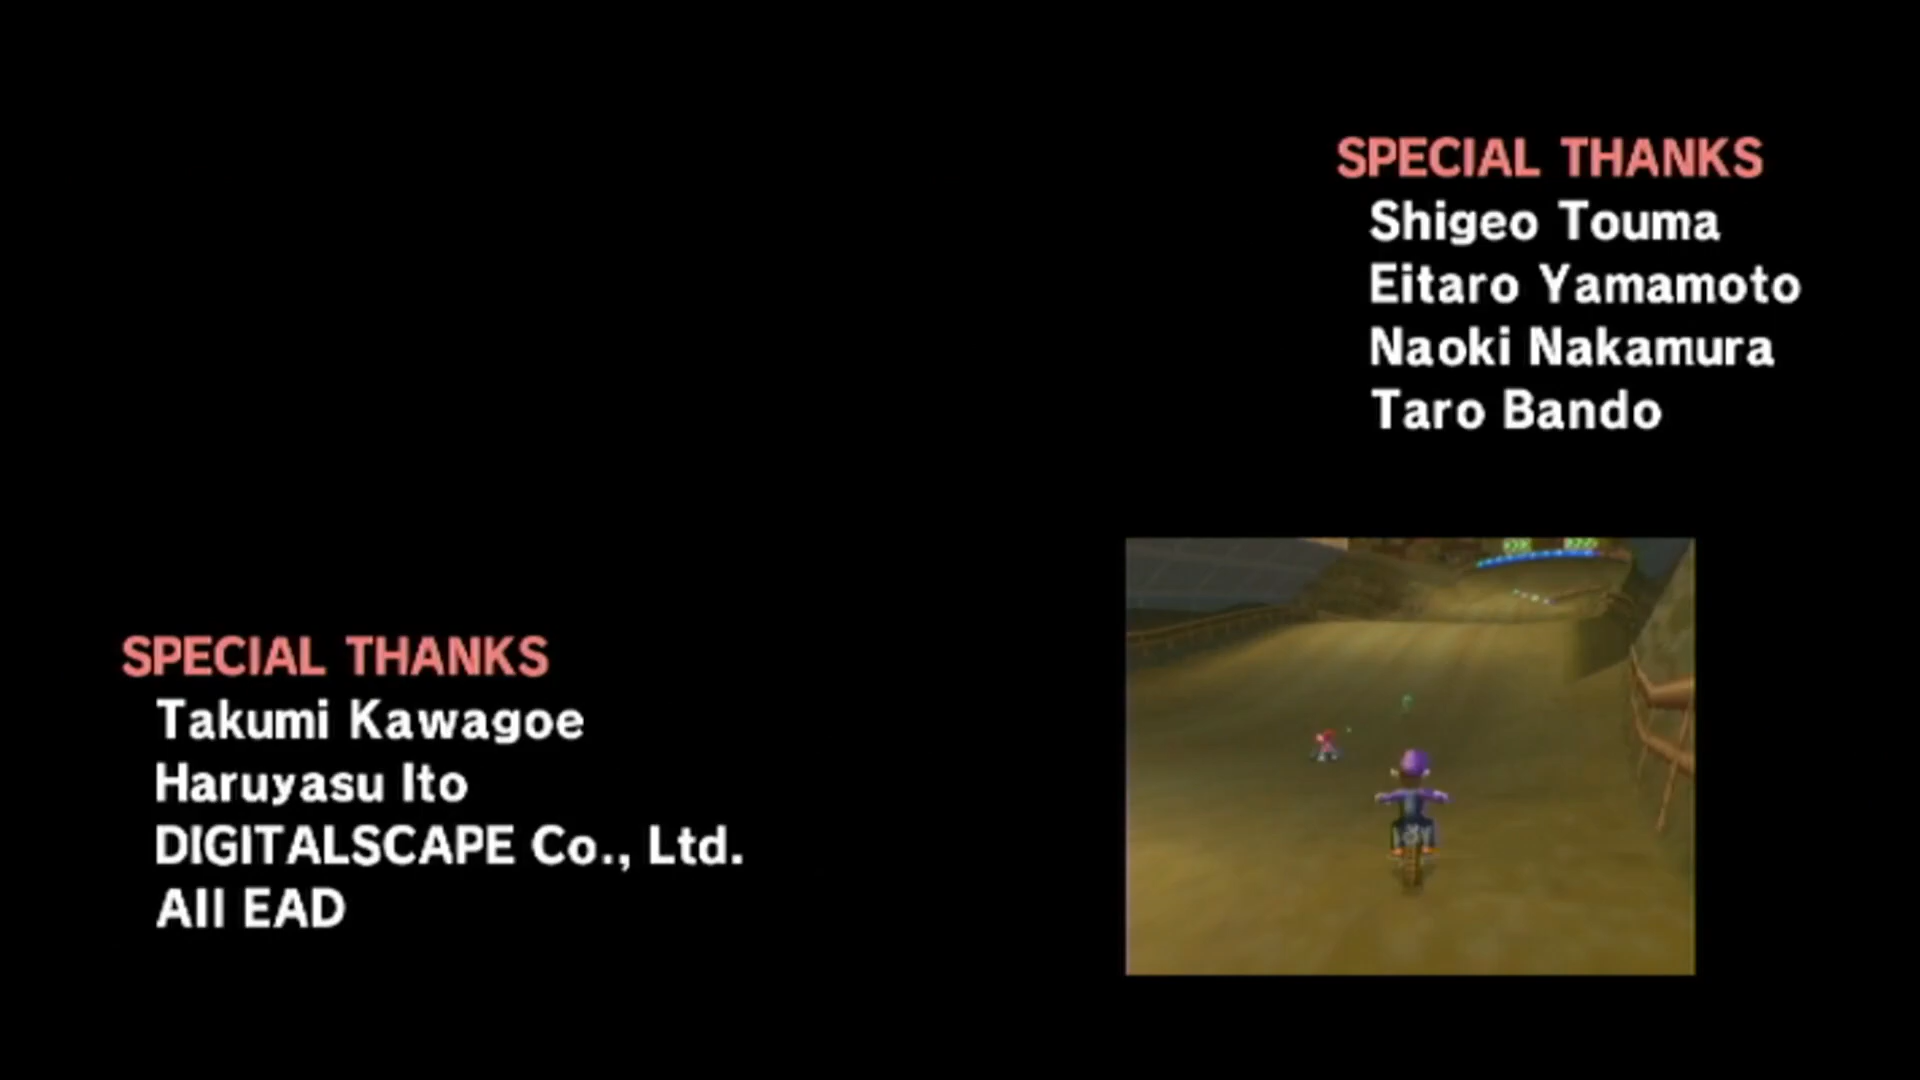 SPECIAL THANKS
Shigeo Touma
Eitaro Yamamoto
Naoki Nakamura
Taro Bando
SPECIAL THANKS
Takumi Kawagoe
Haruyasu Ito
DIGITALSCAPE Co., Ltd.
All EAD